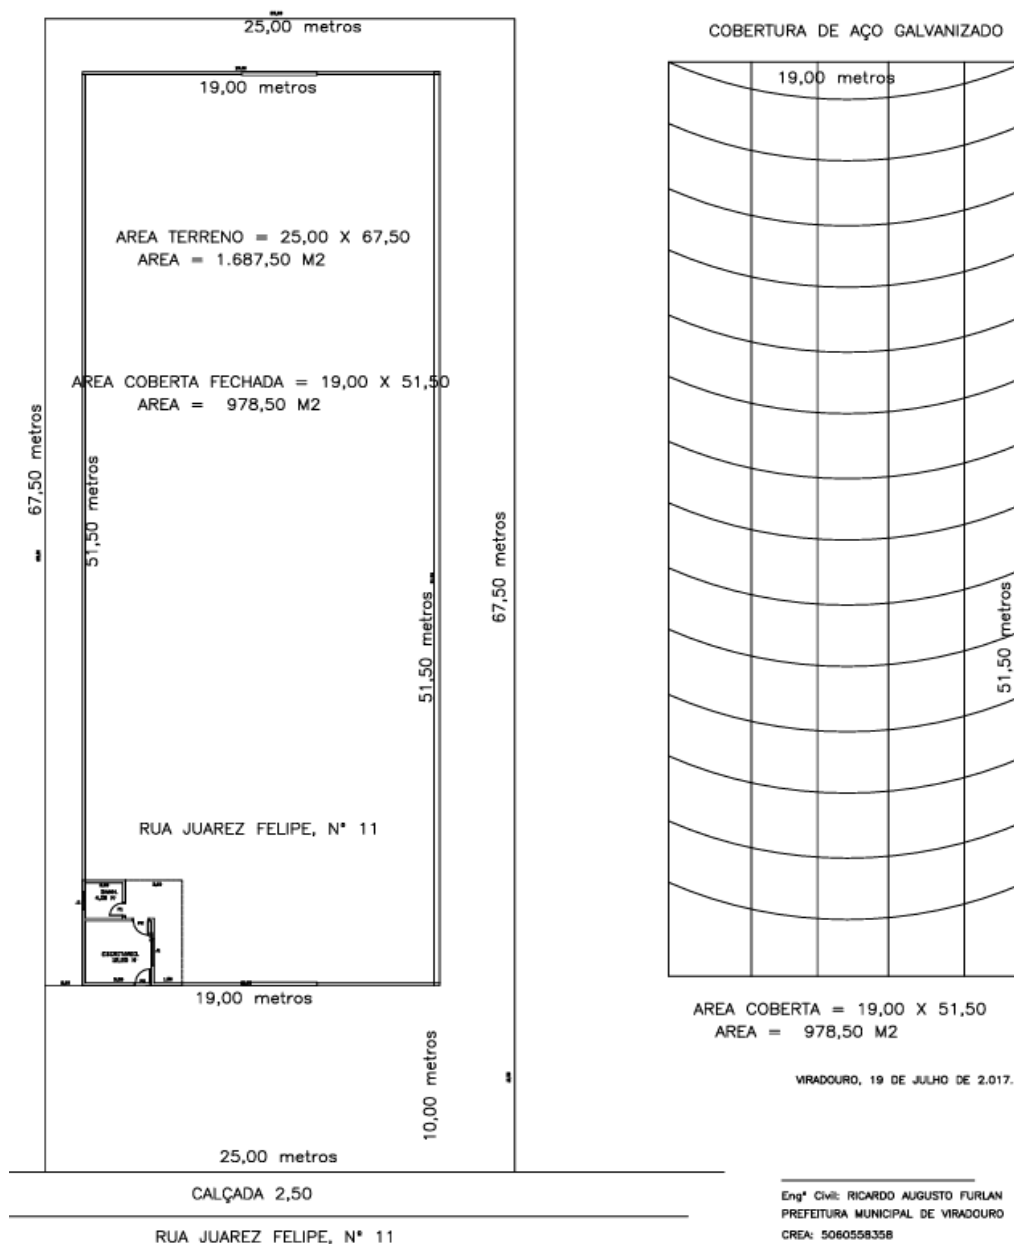 25,00 metros
19,00 metros
AREA TERRENO = 25,00 X 67,50
AREA = 1.687,50 M2
AREA COBERTA FECHADA = 19,00 X 51,50
AREA = 978,50 M2
67,50 metros
51,50 metros
67,50 metros
51,50 metros
RUA JUAREZ FELIPE, Nº 11
19,00 metros
10,00 metros
25,00 metros
CALÇADA 2,50
RUA JUAREZ FELIPE, Nº 11
COBERTURA DE AÇO GALVANIZADO
19,00 metros
51,50 metros
AREA COBERTA = 19,00 X 51,50
AREA = 978,50 M2
VIRADOURO, 19 DE JULHO DE 2.017.
Engº Civil: RICARDO AUGUSTO FURLAN
PREFEITURA MUNICIPAL DE VIRADOURO
CREA: 5060558358